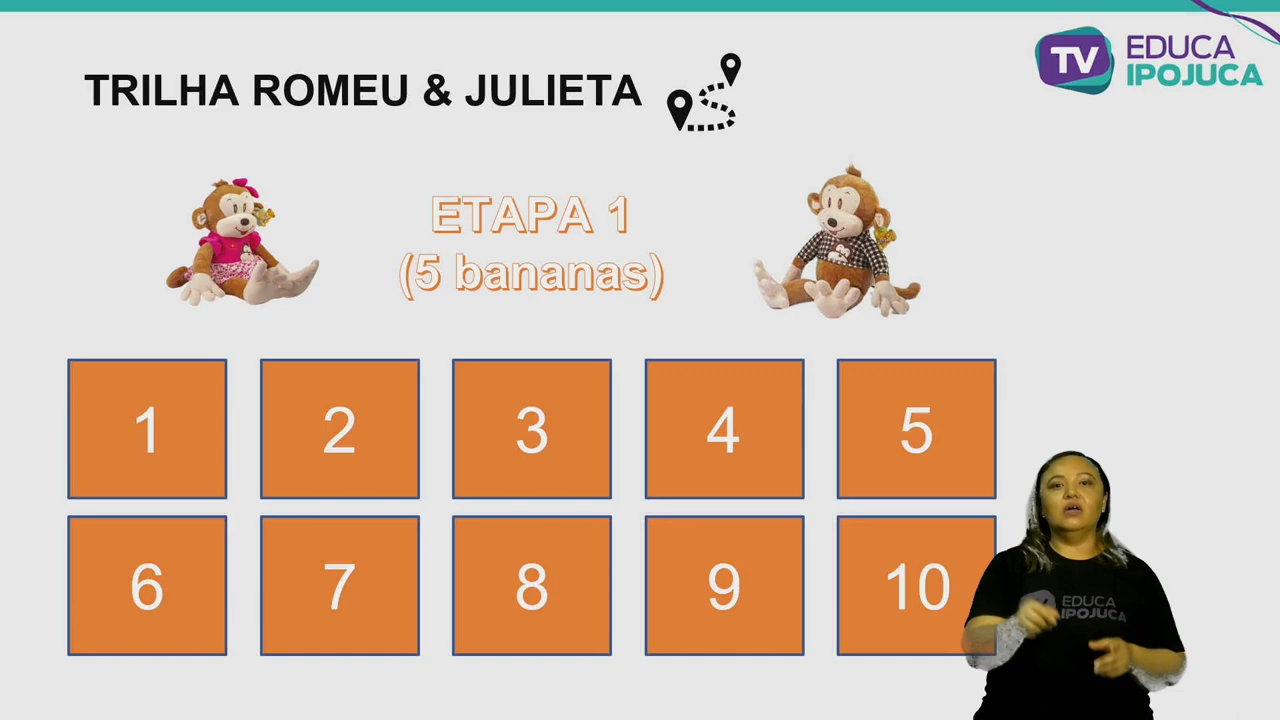 TRILHA ROMEU & JULIETA
TV EDUCA
IPOJUCA
ETAPA 1
(5 bananas)
1 2 3 4 5
6 7 8 9 10
EDUCA
IPOJUCA